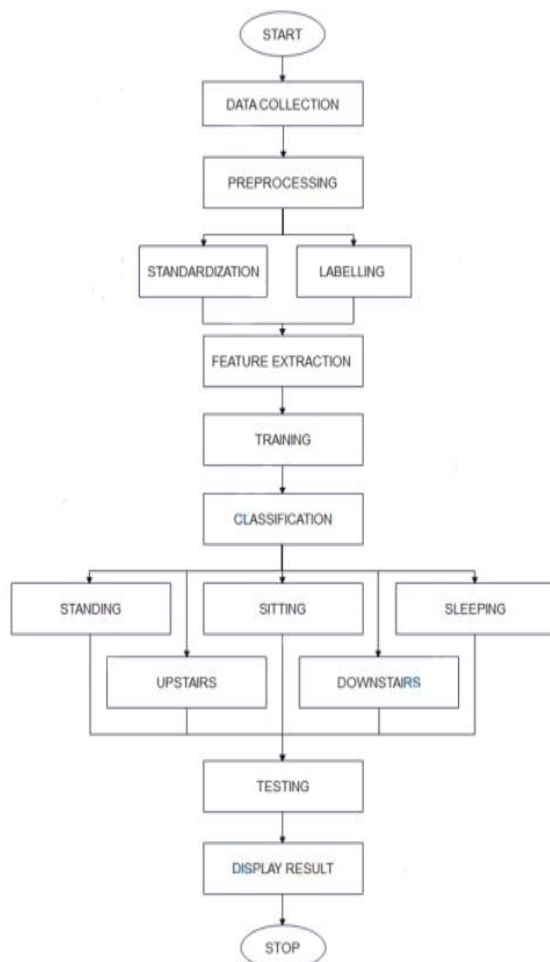 START
DATA COLLECTION
PREPROCESSING
STANDARDIZATION
LABELLING
FEATURE EXTRACTION
TRAINING
CLASSIFICATION
STANDING
SITTING
SLEEPING
UPSTAIRS
DOWNSTAIRS
TESTING
DISPLAY RESULT
STOP